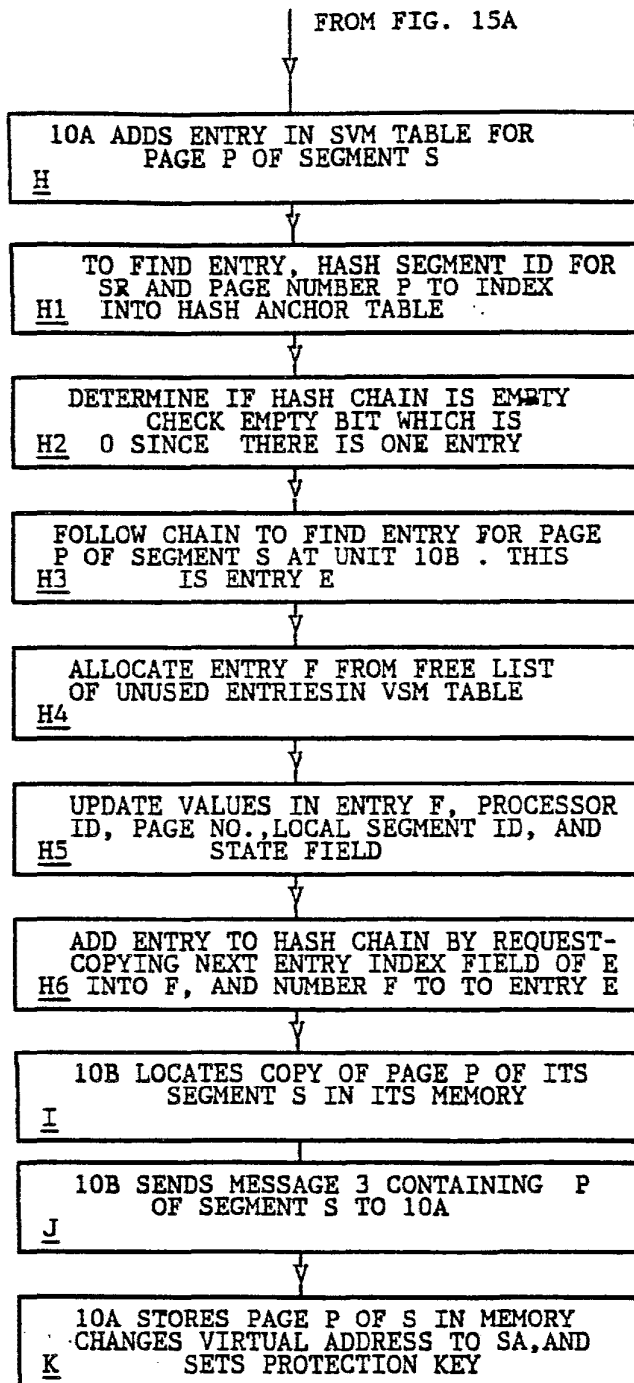 FROM FIG. 15A
10A ADDS ENTRY IN SVM TABLE FOR
PAGE P OF SEGMENT S
H
TO FIND ENTRY, HASH SEGMENT ID FOR
SR AND PAGE NUMBER P TO INDEX
H1 INTO HASH ANCHOR TABLE
DETERMINE IF HASH CHAIN IS EMPTY
CHECK EMPTY BIT WHICH IS
H2 0 SINCE THERE IS ONE ENTRY
FOLLOW CHAIN TO FIND ENTRY FOR PAGE
P OF SEGMENT S AT UNIT 10B . THIS
H3 IS ENTRY E
ALLOCATE ENTRY F FROM FREE LIST
OF UNUSED ENTRIESIN VSM TABLE
H4
UPDATE VALUES IN ENTRY F, PROCESSOR
ID, PAGE NO.,LOCAL SEGMENT ID, AND
H5 STATE FIELD
ADD ENTRY TO HASH CHAIN BY REQUEST-
COPYING NEXT ENTRY INDEX FIELD OF E
H6 INTO F, AND NUMBER F TO TO ENTRY E
10B LOCATES COPY OF PAGE P OF ITS
SEGMENT S IN ITS MEMORY
I
10B SENDS MESSAGE 3 CONTAINING P
OF SEGMENT S TO 10A
J
10A STORES PAGE P OF S IN MEMORY
CHANGES VIRTUAL ADDRESS TO SA,AND
K SETS PROTECTION KEY